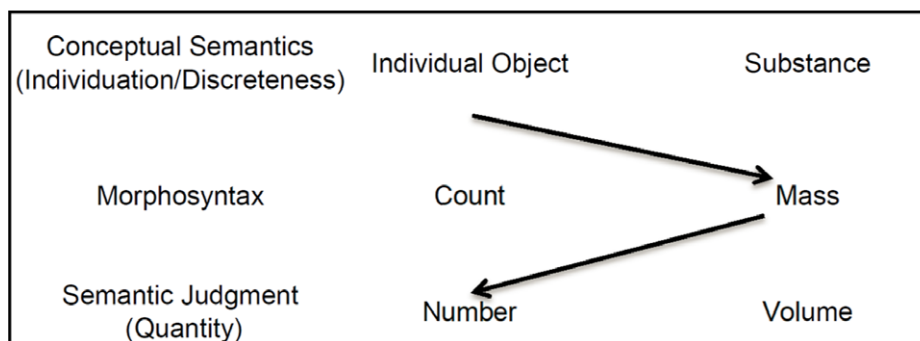 Conceptual Semantics
(Individuation/Discreteness)
Individual Object
Substance
Morphosyntax
Count
Mass
Semantic Judgment
(Quantity)
Number
Volume